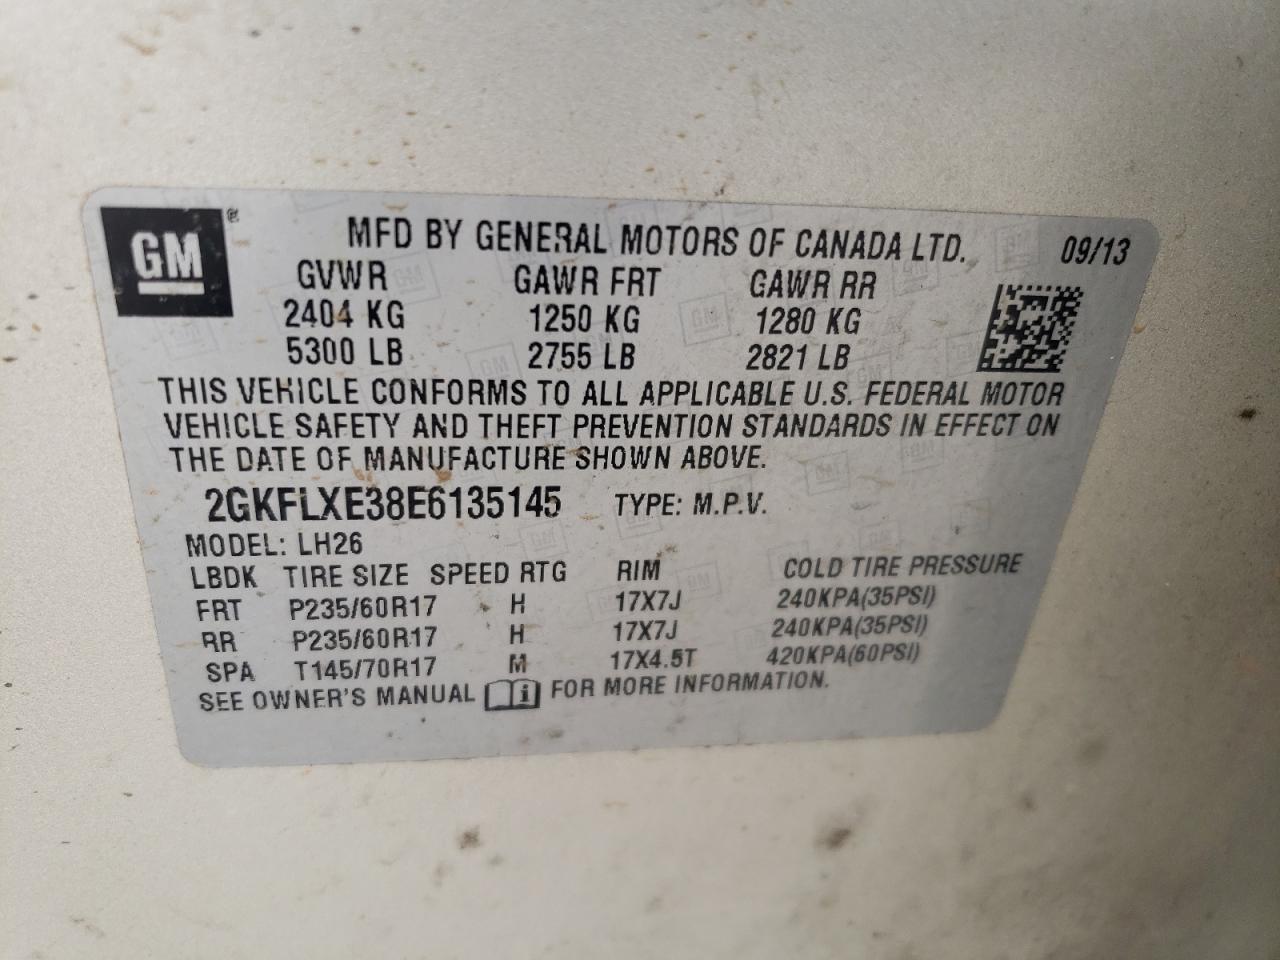 GM ®
MFD BY GENERAL MOTORS OF CANADA LTD. 09/13
GVWR GAWR FRT GAWR RR
2404 KG 1250 KG 1280 KG
5300 LB 2755 LB 2821 LB
THIS VEHICLE CONFORMS TO ALL APPLICABLE U.S. FEDERAL MOTOR
VEHICLE SAFETY AND THEFT PREVENTION STANDARDS IN EFFECT ON
THE DATE OF MANUFACTURE SHOWN ABOVE.
2GKFLXE38E6135145 TYPE: M.P.V.
MODEL: LH26
LBDK TIRE SIZE SPEED RTG RIM COLD TIRE PRESSURE
FRT P235/60R17 H 17X7J 240KPA(35PSI)
RR P235/60R17 H 17X7J 240KPA(35PSI)
SPA T145/70R17 M 17X4.5T 420KPA(60PSI)
SEE OWNER'S MANUAL i FOR MORE INFORMATION.